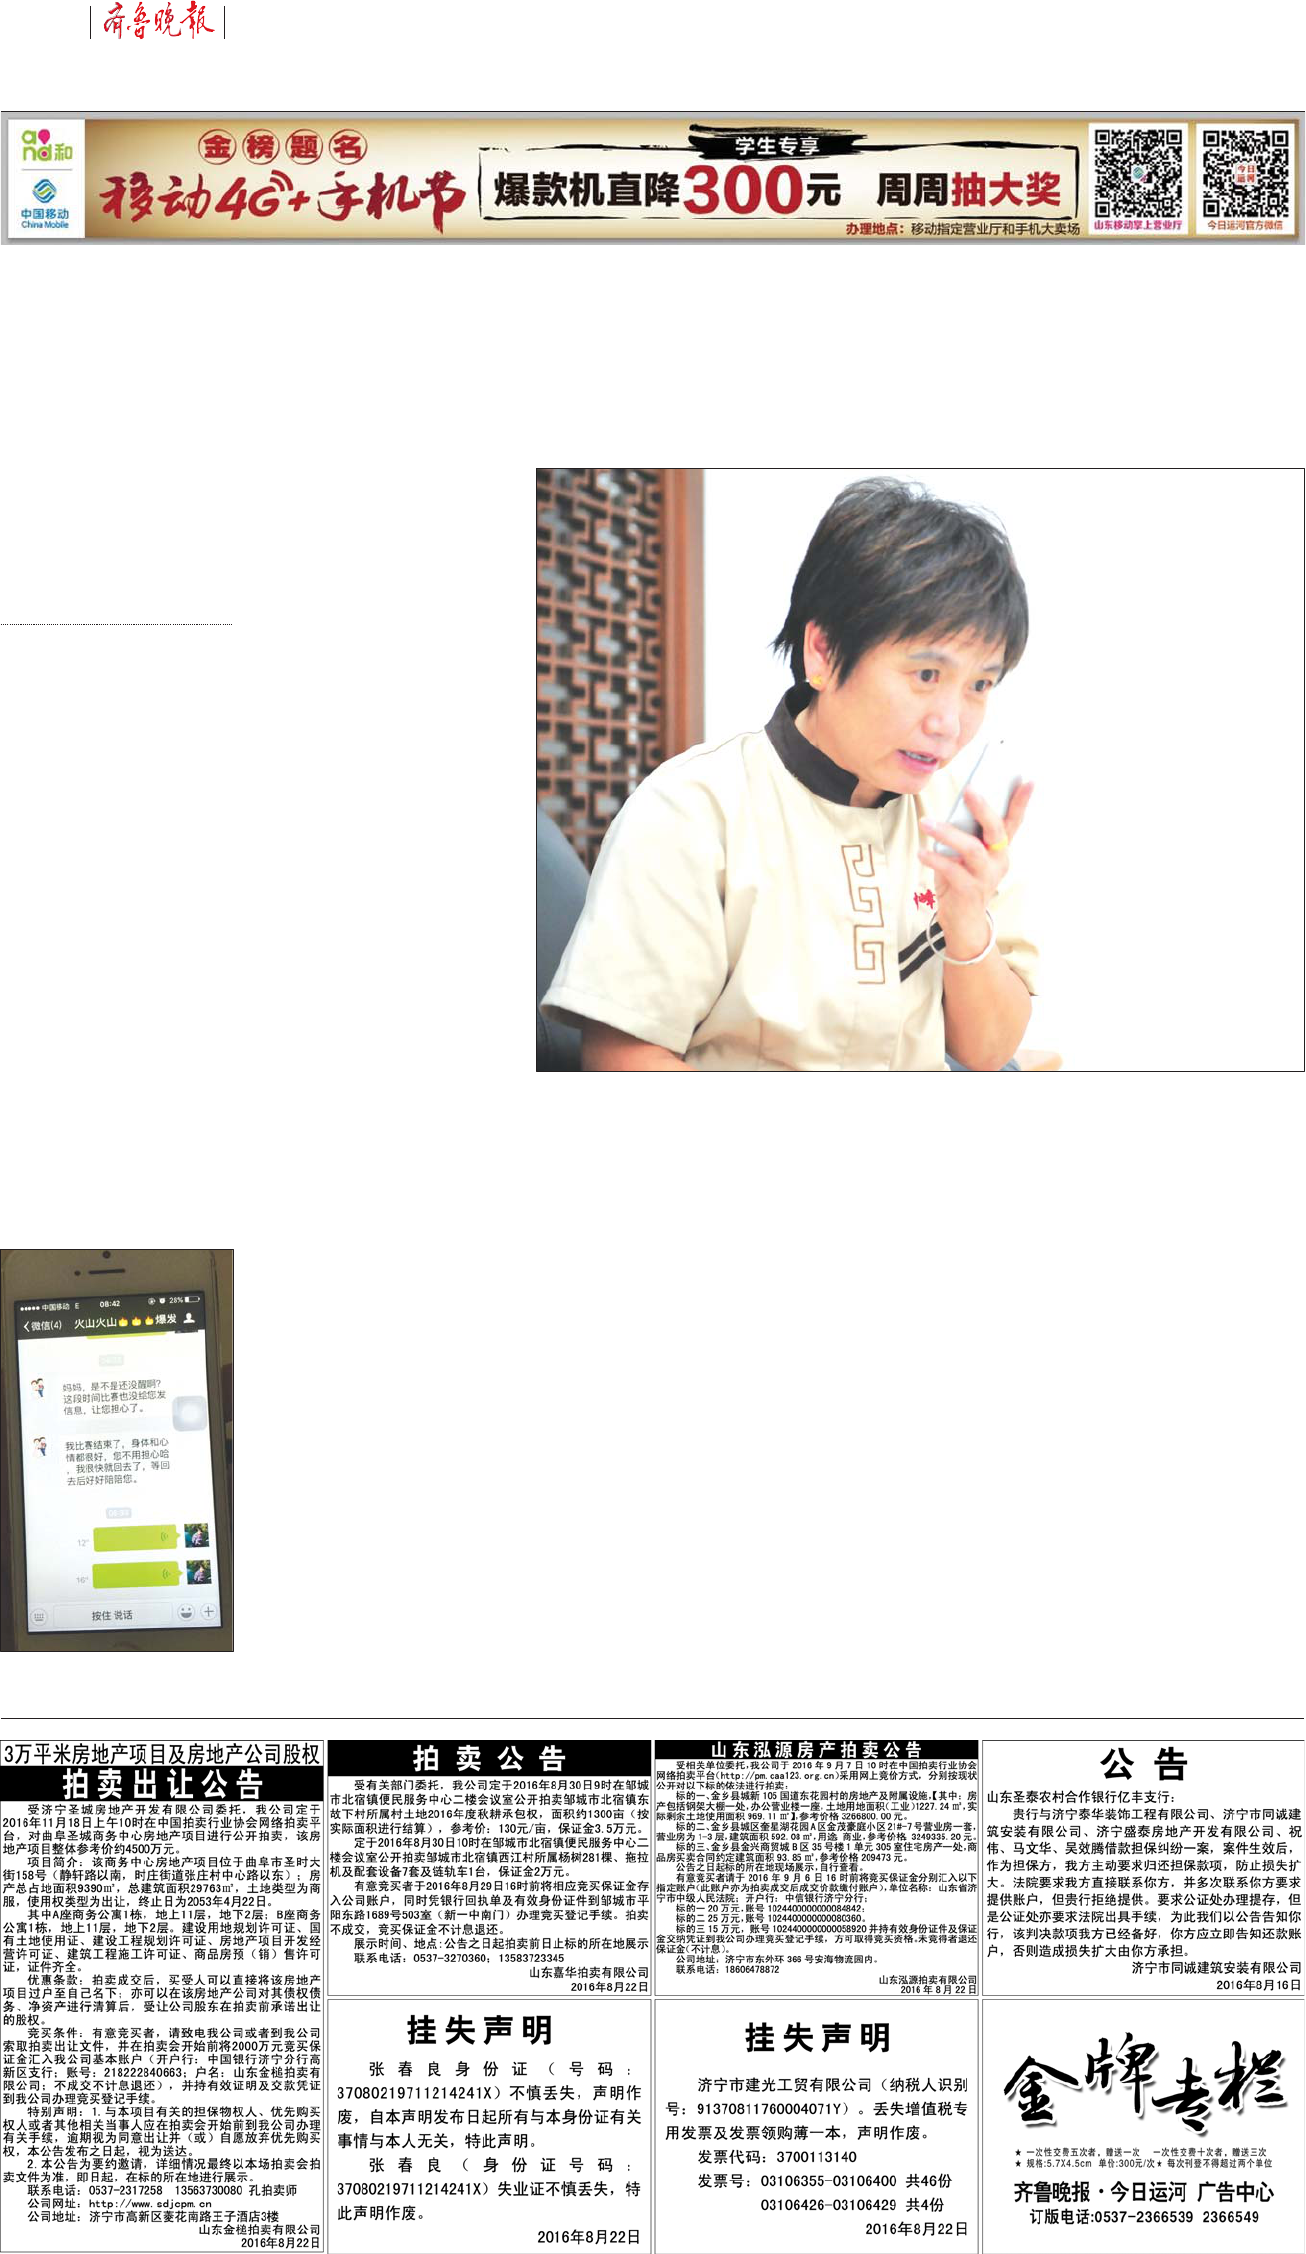 齐鲁晚报
and和
中国移动
China Mobile
金榜题名
移动4G+手机节
学生专享
爆款机直降300元 周周抽大奖
办理地点：移动指定营业厅和手机大卖场
山东移动掌上营业厅
今日运河
今日运河官方微信
中国移动 E 08:42 28%
微信(4) 火山火山爆发
妈妈，是不是还没醒啊？
这段时间比赛也没给您发
信息，让您担心了。
我比赛结束了，身体和心
情都很好，您不用担心哈
，我很快就回去了，等回
去后好好陪陪您。
12"
16"
按住 说话
3万平米房地产项目及房地产公司股权
拍卖出让公告
受济宁圣城房地产开发有限公司委托，我公司定于
2016年11月18日上午10时在中国拍卖行业协会网络拍卖平
台，对曲阜圣城商务中心房地产项目进行公开拍卖，该房
地产项目整体参考价约4500万元。
项目简介：该商务中心房地产项目位于曲阜市圣时大
街158号（静轩路以南，时庄街道张庄村中心路以东）；房
产总占地面积9390㎡，总建筑面积29763㎡，土地类型为商
服，使用权类型为出让，终止日为2053年4月22日。
其中A座商务公寓1栋，地上11层，地下2层；B座商务
公寓1栋，地上11层，地下2层。建设用地规划许可证、国
有土地使用证、建设工程规划许可证、房地产项目开发经
营许可证、建筑工程施工许可证、商品房预（销）售许可
证，证件齐全。
优惠条款：拍卖成交后，买受人可以直接将该房地产
项目过户至自己名下；亦可以在该房地产公司对其债权债
务、净资产进行清算后，受让公司股东在拍卖前承诺出让
的股权。
竞买条件：有意竞买者，请致电我公司或者到我公司
索取拍卖出让文件，并在拍卖会开始前将2000万元竞买保
证金汇入我公司基本账户（开户行：中国银行济宁分行高
新区支行；账号：218222840663；户名：山东金槌拍卖有
限公司；不成交不计息退还），并持有效证明及交款凭证
到我公司办理竞买登记手续。
特别声明：1.与本项目有关的担保物权人、优先购买
权人或者其他相关当事人应在拍卖会开始前到我公司办理
有关手续，逾期视为同意出让并（或）自愿放弃优先购买
权，本公告发布之日起，视为送达。
2.本公告为要约邀请，详细情况最终以本场拍卖会拍
卖文件为准，即日起，在标的所在地进行展示。
联系电话：0537-2317258 13563730080 孔拍卖师
公司网址：http://www.sdjcpm.cn
公司地址：济宁市高新区菱花南路王子酒店3楼
山东金槌拍卖有限公司
2016年8月22日
拍卖公告
受有关部门委托，我公司定于2016年8月30日9时在邹城
市北宿镇便民服务中心二楼会议室公开拍卖邹城市北宿镇东
故下村所属村土地2016年度秋耕承包权，面积约1300亩（按
实际面积进行结算），参考价：130元/亩，保证金3.5万元。
定于2016年8月30日10时在邹城市北宿镇便民服务中心二
楼会议室公开拍卖邹城市北宿镇西江村所属杨树281棵、拖拉
机及配套设备7套及链轨车1台，保证金2万元。
有意竞买者于2016年8月29日16时前将相应竞买保证金存
入公司账户，同时凭银行回执单及有效身份证件到邹城市平
阳东路1689号503室（新一中南门）办理竞买登记手续。拍卖
不成交，竞买保证金不计息退还。
展示时间、地点：公告之日起拍卖前日止标的所在地展示
联系电话：0537-3270360；13583723345
山东嘉华拍卖有限公司
2016年8月22日
山东泓源房产拍卖公告
受相关单位委托，我公司于2016年9月7日10时在中国拍卖行业协会
网络拍卖平台(http://pm.caa123.org.cn)采用网上竞价方式，分别按现状
公开对以下标的依法进行拍卖：
标的一、金乡县城新105国道东花园村的房地产及附属设施。【其中：房
产包括钢架大棚一处，办公营业楼一座，土地用地面积(工业)1227.24㎡，实
际剩余土地使用面积969.11㎡】，参考价格3266800.00元。
标的二、金乡县城区奎星湖花园A区金茂豪庭小区21#-7号营业房一套，
营业房为1-3层，建筑面积592.08㎡，用途：商业，参考价格：3249335.20元。
标的三、金乡县金兴商贸城B区35号楼1单元305室住宅房产一处，商
品房买卖合同约定建筑面积93.85㎡，参考价格209473元。
公告之日起标的所在地现场展示，自行查看。
有意竞买者请于2016年9月6日16时前将竞买保证金分别汇入以下
指定账户(此账户亦为拍卖成交后成交价款缴付账户)，单位名称：山东省济
宁市中级人民法院；开户行：中信银行济宁分行；
标的一20万元，账号1024400000000084842；
标的二25万元，账号1024400000000080360。
标的三15万元，账号1024400000000058920并持有效身份证件及保证
金交纳凭证到我公司办理竞买登记手续，方可取得竞买资格。未竞得者退还
保证金(不计息)。
公司地址：济宁市东外环366号安海物流园内。
联系电话：18606478872
山东泓源拍卖有限公司
2016年8月22日
公告
山东圣泰农村合作银行亿丰支行：
贵行与济宁泰华装饰工程有限公司、济宁市同诚建
筑安装有限公司、济宁盛泰房地产开发有限公司、祝
伟、马文华、吴效腾借款担保纠纷一案，案件生效后，
作为担保方，我方主动要求归还担保款项，防止损失扩
大。法院要求我方直接联系你方，并多次联系你方要求
提供账户，但贵行拒绝提供。要求公证处办理提存，但
是公证处亦要求法院出具手续，为此我们以公告告知你
行，该判决款项我方已经备好，你方应立即告知还款账
户，否则造成损失扩大由你方承担。
济宁市同诚建筑安装有限公司
2016年8月16日
挂失声明
张春良身份证（号码：
37080219711214241X）不慎丢失，声明作
废，自本声明发布日起所有与本身份证有关
事情与本人无关，特此声明。
张春良（身份证号码：
37080219711214241X）失业证不慎丢失，特
此声明作废。
2016年8月22日
挂失声明
济宁市建光工贸有限公司（纳税人识别
号：91370811760004071Y）。丢失增值税专
用发票及发票领购薄一本，声明作废。
发票代码：3700113140
发票号：03106355-03106400 共46份
03106426-03106429 共4份
2016年8月22日
金牌专栏
★ 一次性交费五次者，赠送一次 一次性交费十次者，赠送三次
★ 规格:5.7X4.5cm 单价:300元/次★ 每次刊登不得超过两个单位
齐鲁晚报·今日运河 广告中心
订版电话:0537-2366539 2366549